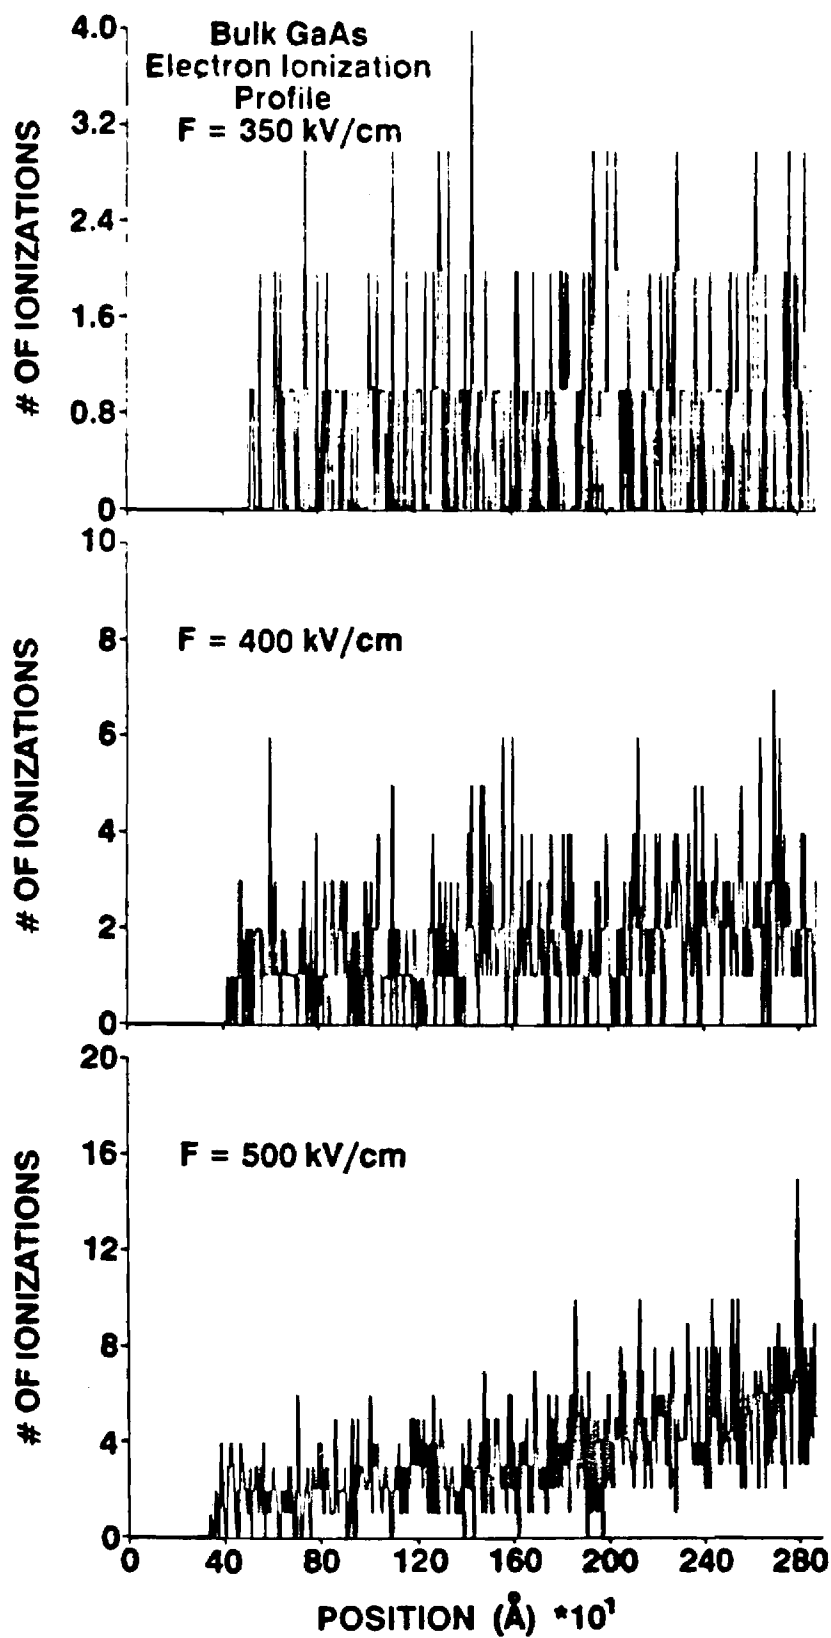 Bulk GaAs
Electron Ionization
Profile
F = 350 kV/cm
# OF IONIZATIONS
4.0
3.2
2.4
1.6
0.8
0
F = 400 kV/cm
# OF IONIZATIONS
10
8
6
4
2
0
F = 500 kV/cm
# OF IONIZATIONS
20
16
12
8
4
0
0 40 80 120 160 200 240 280
POSITION (Å) *10¹